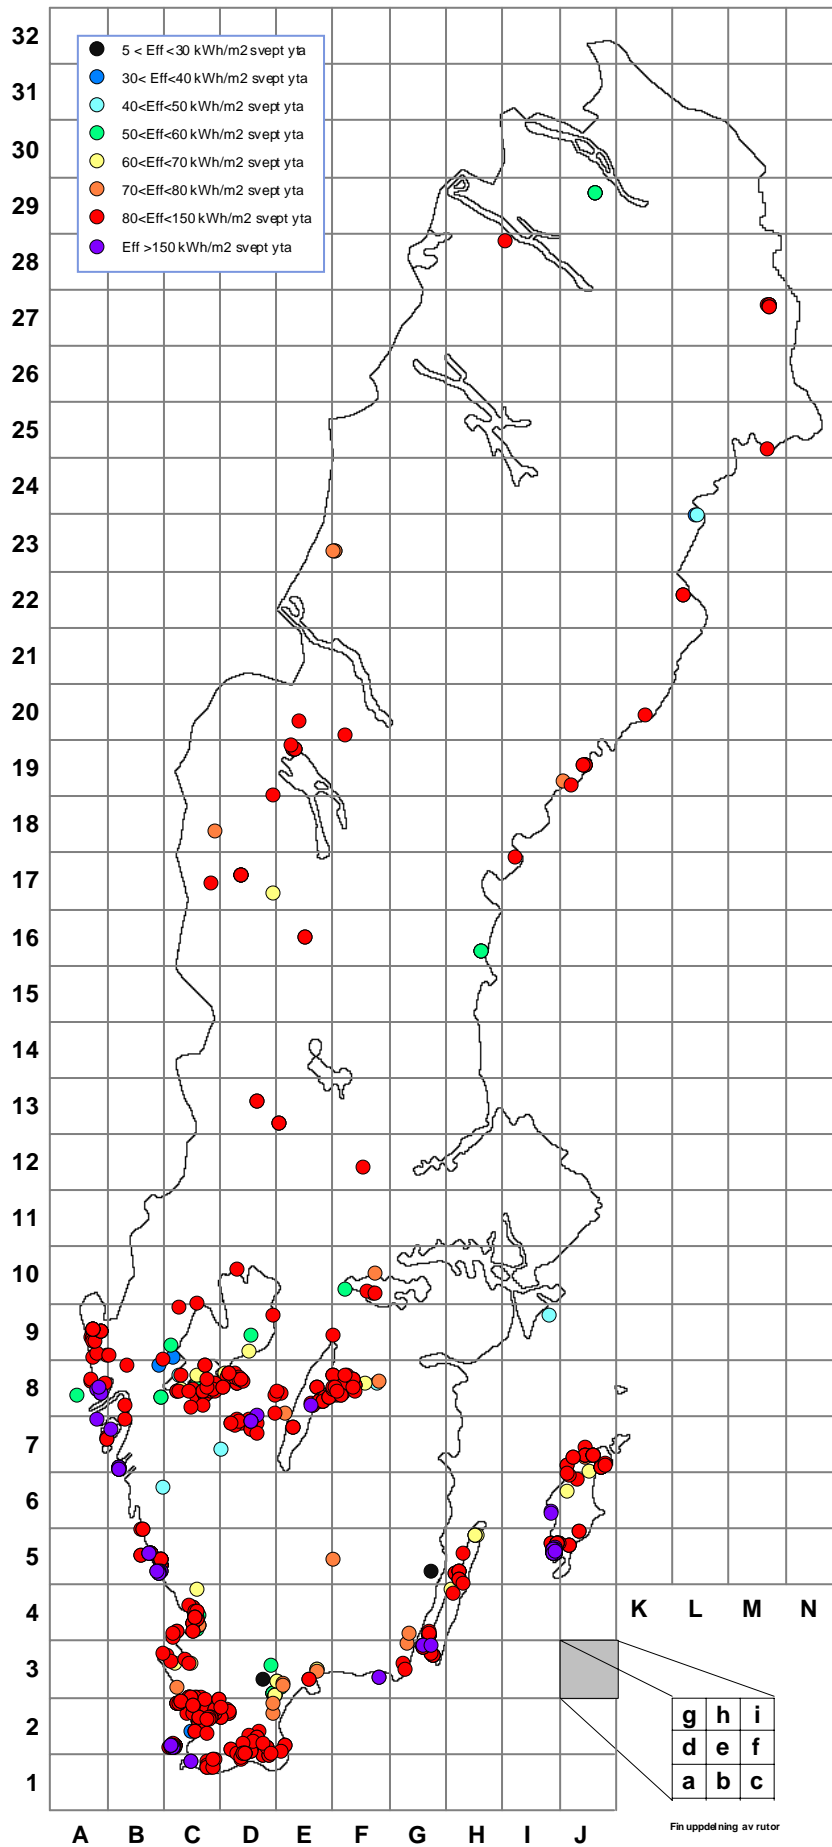 32
31
30
29
28
27
26
25
24
23
22
21
20
19
18
17
16
15
14
13
12
11
10
9
8
7
6
5
4
3
2
1
5 < Eff<30 kWh/m2 svept yta
30< Eff<40 kWh/m2 svept yta
40<Eff<50 kWh/m2 svept yta
50<Eff<60 kWh/m2 svept yta
60<Eff<70 kWh/m2 svept yta
70<Eff<80 kWh/m2 svept yta
80<Eff<150 kWh/m2 svept yta
Eff >150 kWh/m2 svept yta
K L M N
g h i
d e f
a b c
Finuppdelning av rutor
A B C D E F G H I J